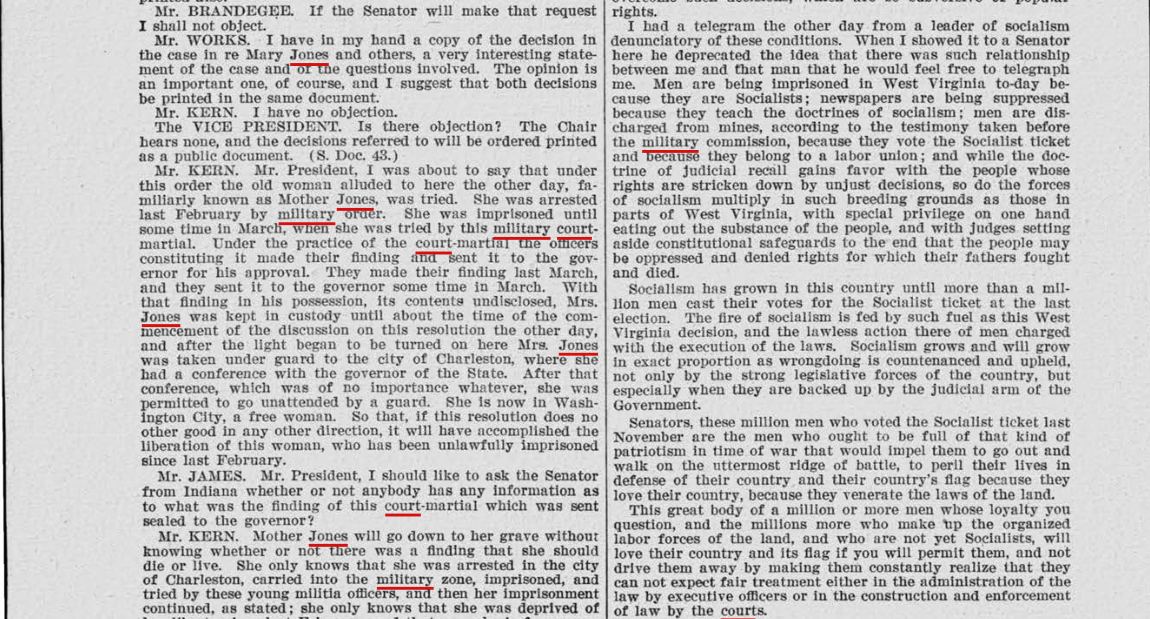 Mr. BRANDEGEE. If the Senator will make that request
I shall not object.
Mr. WORKS. I have in my hand a copy of the decision in
the case in re Mary Jones and others, a very interesting state-
ment of the case and of the questions involved. The opinion is
an important one, of course, and I suggest that both decisions
be printed in the same document.
Mr. KERN. I have no objection.
The VICE PRESIDENT. Is there objection? The Chair
hears none, and the decisions referred to will be ordered printed
as a public document. (S. Doc. 43.)
Mr. KERN. Mr. President, I was about to say that under
this order the old woman alluded to here the other day, fa-
miliarly known as Mother Jones, was tried. She was arrested
last February by military order. She was imprisoned until
some time in March, when she was tried by this military court-
martial. Under the practice of the court-martial the officers
constituting it made their finding and sent it to the gov-
ernor for his approval. They made their finding last March,
and they sent it to the governor some time in March. With
that finding in his possession, its contents undisclosed, Mrs.
Jones was kept in custody until about the time of the com-
mencement of the discussion on this resolution the other day,
and after the light began to be turned on here Mrs. Jones
was taken under guard to the city of Charleston, where she
had a conference with the governor of the State. After that
conference, which was of no importance whatever, she was
permitted to go unattended by a guard. She is now in Wash-
ington City, a free woman. So that, if this resolution does no
other good in any other direction, it will have accomplished the
liberation of this woman, who has been unlawfully imprisoned
since last February.
Mr. JAMES. Mr. President, I should like to ask the Senator
from Indiana whether or not anybody has any information as
to what was the finding of this court-martial which was sent
sealed to the governor?
Mr. KERN. Mother Jones will go down to her grave without
knowing whether or not there was a finding that she should
die or live. She only knows that she was arrested in the city
of Charleston, carried into the military zone, imprisoned, and
tried by these young militia officers, and then her imprisonment
continued, as stated; she only knows that she was deprived of
rights.
I had a telegram the other day from a leader of socialism
denunciatory of these conditions. When I showed it to a Senator
here he deprecated the idea that there was such relationship
between me and that man that he would feel free to telegraph
me. Men are being imprisoned in West Virginia to-day be-
cause they are Socialists; newspapers are being suppressed
because they teach the doctrines of socialism; men are dis-
charged from mines, according to the testimony taken before
the military commission, because they vote the Socialist ticket
and because they belong to a labor union; and while the doc-
trine of judicial recall gains favor with the people whose
rights are stricken down by unjust decisions, so do the forces
of socialism multiply in such breeding grounds as those in
parts of West Virginia, with special privilege on one hand
eating out the substance of the people, and with judges setting
aside constitutional safeguards to the end that the people may
be oppressed and denied rights for which their fathers fought
and died.
Socialism has grown in this country until more than a mil-
lion men cast their votes for the Socialist ticket at the last
election. The fire of socialism is fed by such fuel as this West
Virginia decision, and the lawless action there of men charged
with the execution of the laws. Socialism grows and will grow
in exact proportion as wrongdoing is countenanced and upheld,
not only by the strong legislative forces of the country, but
especially when they are backed up by the judicial arm of the
Government.
Senators, these million men who voted the Socialist ticket last
November are the men who ought to be full of that kind of
patriotism in time of war that would impel them to go out and
walk on the uttermost ridge of battle, to peril their lives in
defense of their country and their country's flag because they
love their country, because they venerate the laws of the land.
This great body of a million or more men whose loyalty you
question, and the millions more who make up the organized
labor forces of the land, and who are not yet Socialists, will
love their country and its flag if you will permit them, and not
drive them away by making them constantly realize that they
can not expect fair treatment either in the administration of the
law by executive officers or in the construction and enforcement
of law by the courts.